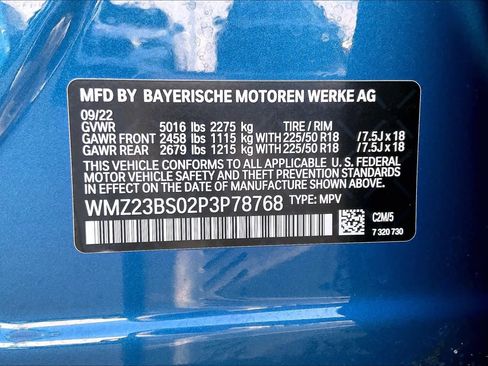 MFD BY BAYERISCHE MOTOREN WERKE AG
09/22
GVWR 5016 lbs 2275 kg TIRE / RIM
GAWR FRONT 2458 lbs 1115 kg WITH 225/50 R18 /7.5J x 18
GAWR REAR 2679 lbs 1215 kg WITH 225/50 R18 /7.5J x 18
THIS VEHICLE CONFORMS TO ALL APPLICABLE U. S. FEDERAL
MOTOR VEHICLE SAFETY AND THEFT PREVENTION STANDARDS
IN EFFECT ON THE DATE OF MANUFACTURE SHOWN ABOVE.
WMZ23BS02P3P78768 TYPE: MPV
C2M/5
7 320 730